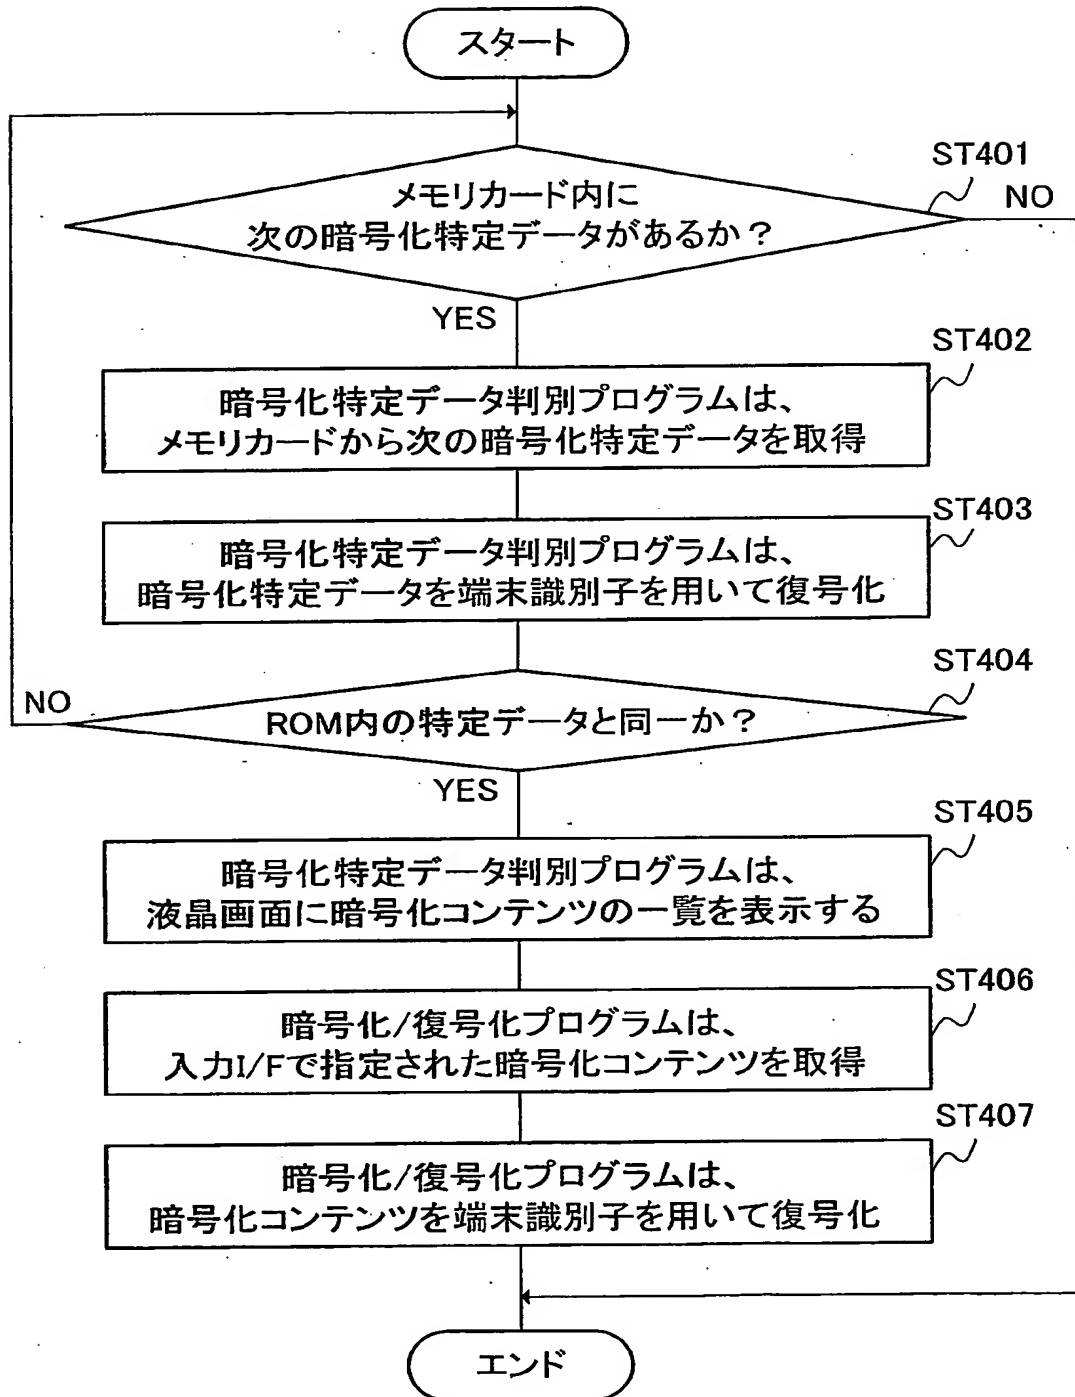 スタート
ST401
メモリカード内に
次の暗号化特定データがあるか？
NO
YES
ST402
暗号化特定データ判別プログラムは、
メモリカードから次の暗号化特定データを取得
ST403
暗号化特定データ判別プログラムは、
暗号化特定データを端末識別子を用いて復号化
ST404
NO
ROM内の特定データと同一か？
YES
ST405
暗号化特定データ判別プログラムは、
液晶画面に暗号化コンテンツの一覧を表示する
ST406
暗号化/復号化プログラムは、
入力I/Fで指定された暗号化コンテンツを取得
ST407
暗号化/復号化プログラムは、
暗号化コンテンツを端末識別子を用いて復号化
エンド